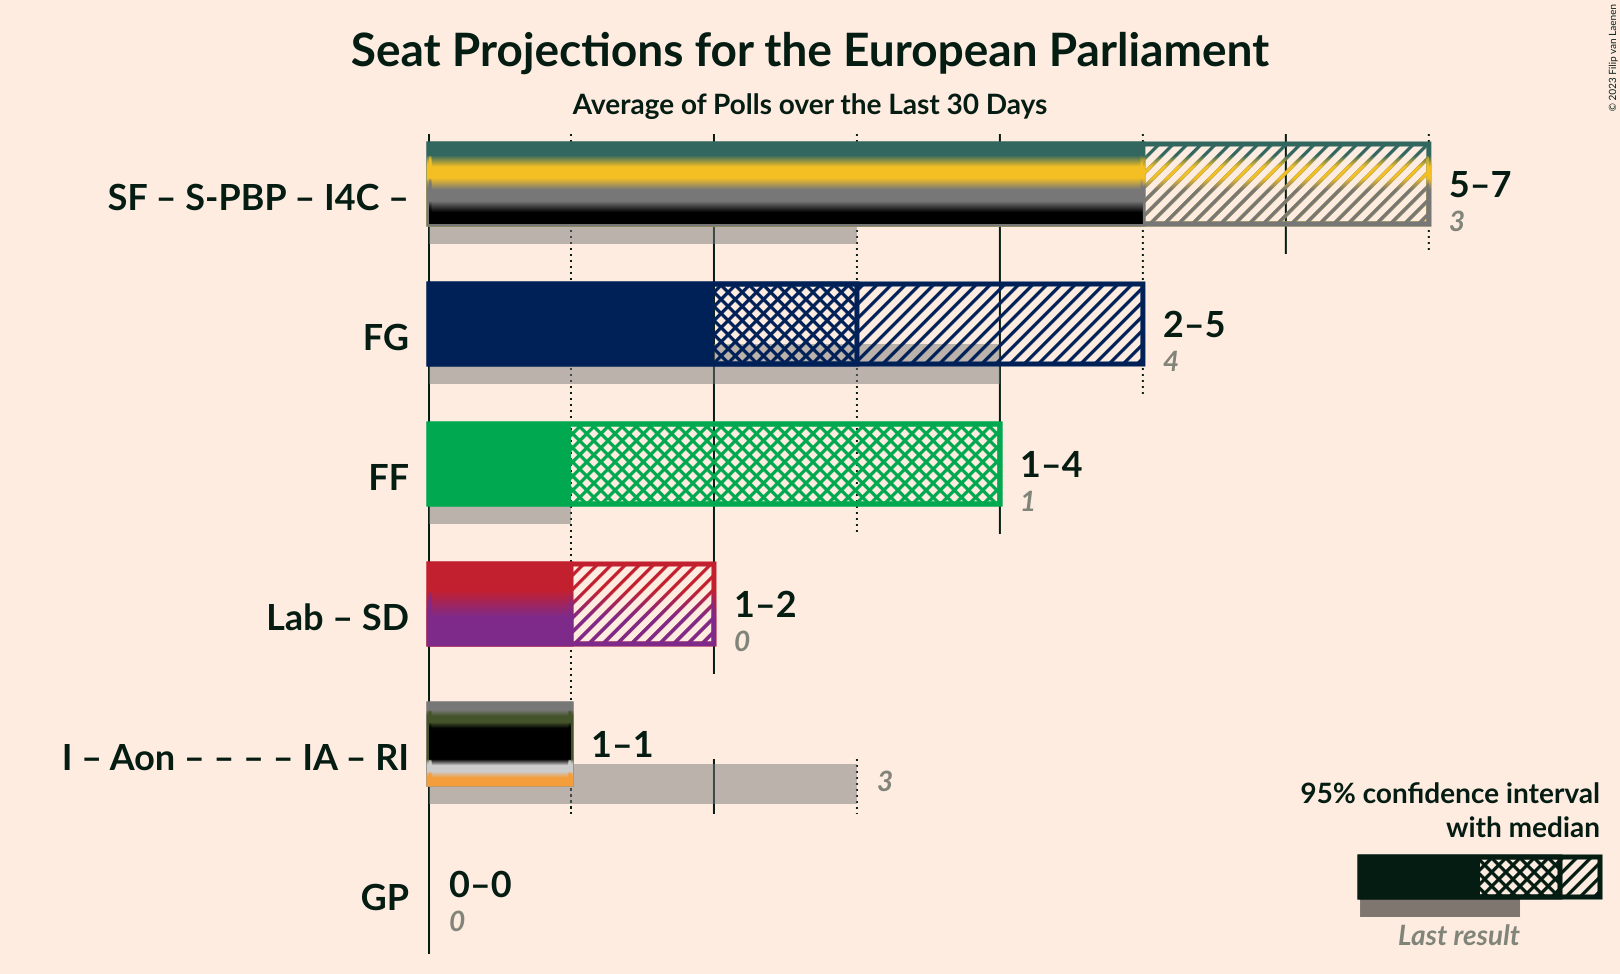 Seat Projections for the European Parliament
Average of Polls over the Last 30 Days
© 2023 Filip van Laenen
SF – S-PBP – I4C –
5–7
3
FG
2–5
4
FF
1–4
1
Lab – SD
1–2
0
I – Aon – – – – IA – RI
1–1
3
GP
0–0
0
95% confidence interval
with median
Last result